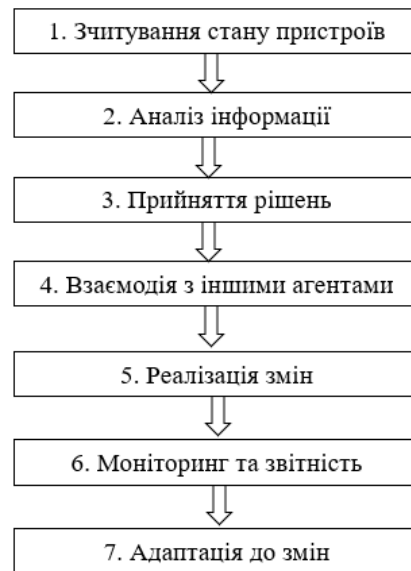 1. Зчитування стану пристроїв
2. Аналіз інформації
3. Прийняття рішень
4. Взаємодія з іншими агентами
5. Реалізація змін
6. Моніторинг та звітність
7. Адаптація до змін